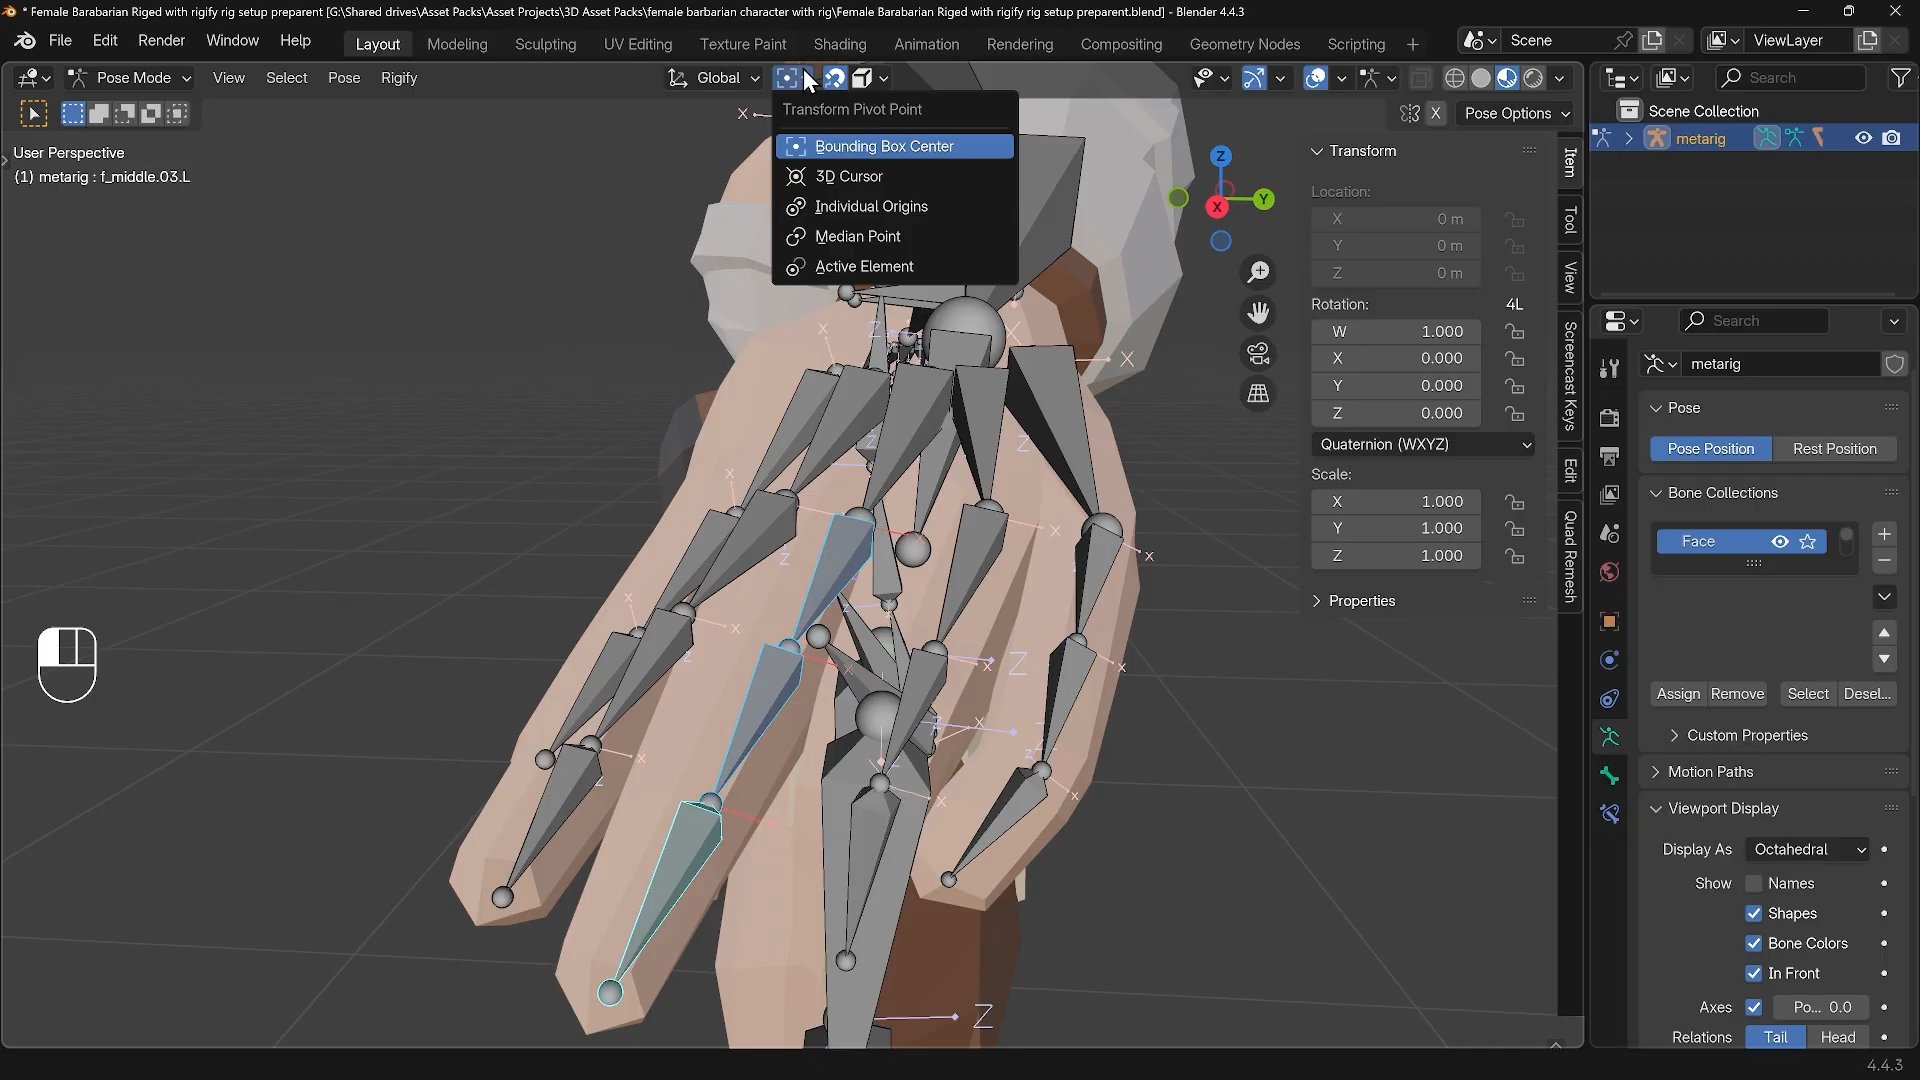 * Female Barabarian Riged with rigify rig setup preparent [G:\Shared drives\Asset Packs\Asset Projects\3D Asset Packs\female barbarian character with rig\Female Barabarian Riged with rigify rig setup preparent.blend] - Blender 4.4.3
File Edit Render Window Help
Layout Modeling Sculpting UV Editing Texture Paint Shading Animation Rendering Compositing Geometry Nodes Scripting +
Scene
ViewLayer
Pose Mode View Select Pose Rigify
Global
Search
X
Pose Options
User Perspective
(1) metarig : f_middle.03.L
Transform Pivot Point
Bounding Box Center
3D Cursor
Individual Origins
Median Point
Active Element
Z
Y
X
Transform
Location:
X 0 m
Y 0 m
Z 0 m
Rotation: 4L
W 1.000
X 0.000
Y 0.000
Z 0.000
Quaternion (WXYZ)
Scale:
X 1.000
Y 1.000
Z 1.000
Properties
Item
Tool
View
Screencast Keys
Edit
Quad Remesh
Scene Collection
metarig
Search
metarig
Pose
Pose Position Rest Position
Bone Collections
Face
Assign Remove Select Desel...
Custom Properties
Motion Paths
Viewport Display
Display As Octahedral
Show Names
Shapes
Bone Colors
In Front
Axes Po... 0.0
Relations Tail Head
4.4.3